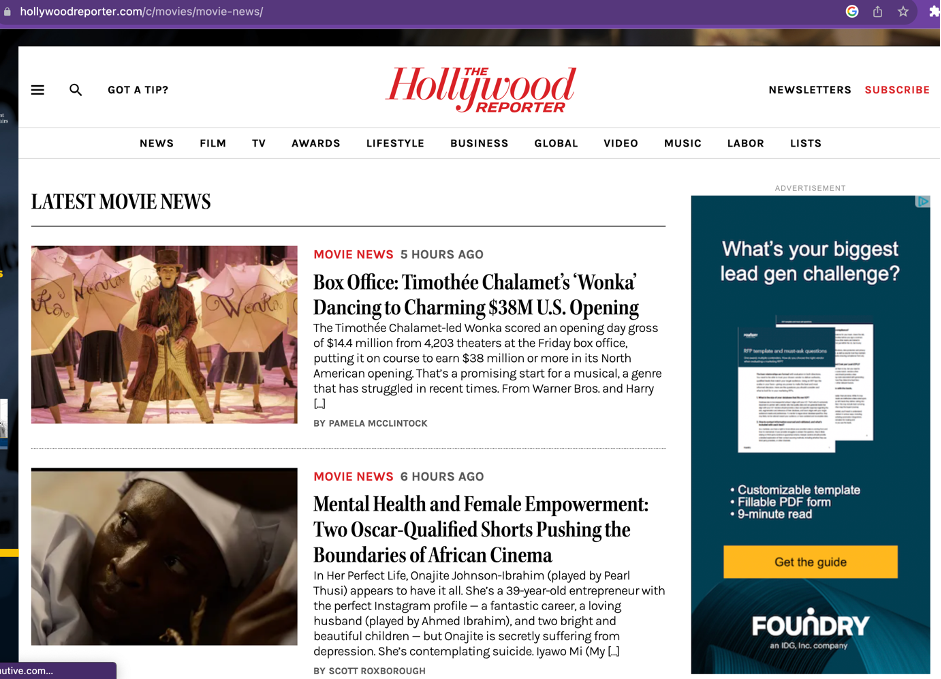 hollywoodreporter.com/c/movies/movie-news/
GOT A TIP?
THE
Hollywood
REPORTER
NEWSLETTERS SUBSCRIBE
NEWS FILM TV AWARDS LIFESTYLE BUSINESS GLOBAL VIDEO MUSIC LABOR LISTS
LATEST MOVIE NEWS
Wonka
MOVIE NEWS 5 HOURS AGO
Box Office: Timothée Chalamet’s ‘Wonka’
Dancing to Charming $38M U.S. Opening
The Timothée Chalamet-led Wonka scored an opening day gross
of $14.4 million from 4,203 theaters at the Friday box office,
putting it on course to earn $38 million or more in its North
American opening. That’s a promising start for a musical, a genre
that has struggled in recent times. From Warner Bros. and Harry
[…]
BY PAMELA MCCLINTOCK
MOVIE NEWS 6 HOURS AGO
Mental Health and Female Empowerment:
Two Oscar-Qualified Shorts Pushing the
Boundaries of African Cinema
In Her Perfect Life, Onajite Johnson-Ibrahim (played by Pearl
Thusi) appears to have it all. She’s a 39-year-old entrepreneur with
the perfect Instagram profile — a fantastic career, a loving
husband (played by Ahmed Ibrahim), and two bright and
beautiful children — but Onajite is secretly suffering from
depression. She’s contemplating suicide. Iyawo Mi (My […]
BY SCOTT ROXBOROUGH
ADVERTISEMENT
What’s your biggest
lead gen challenge?
RFP template and must-ask questions
• Customizable template
• Fillable PDF form
• 9-minute read
Get the guide
FOUNDRY
an IDG, Inc. company
utive.com...